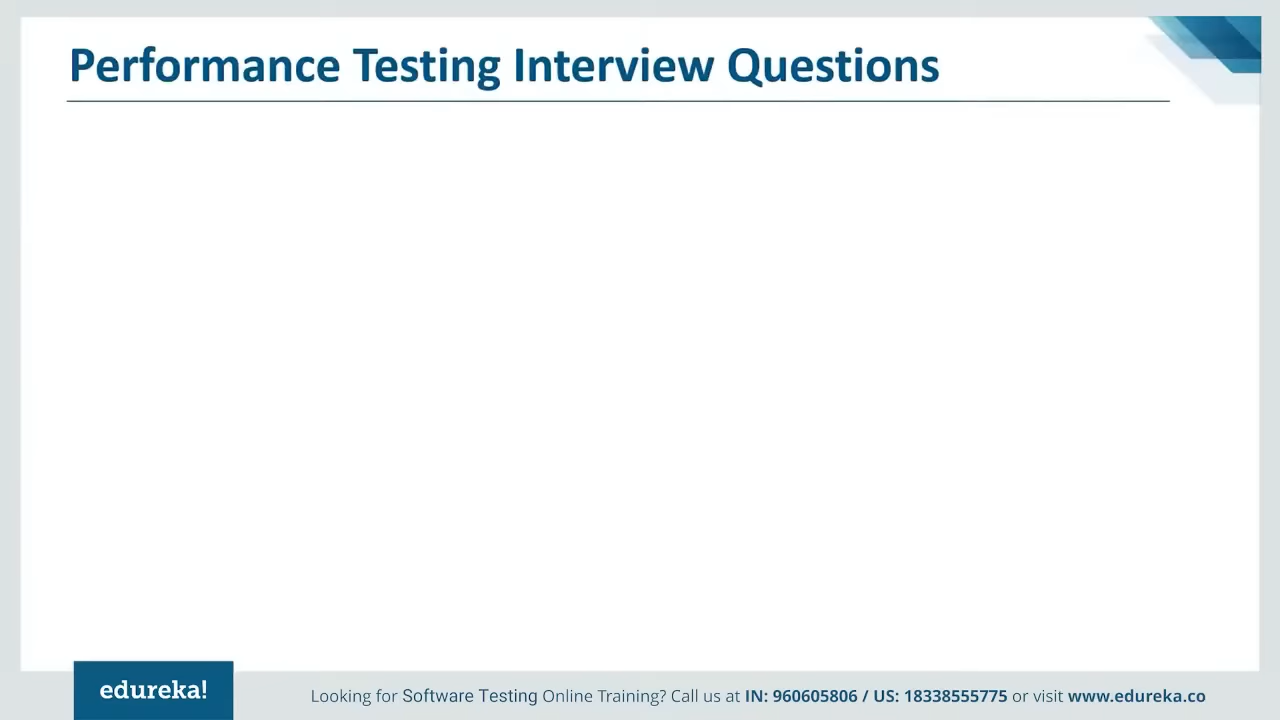 Performance Testing Interview Questions
edureka!
Looking for Software Testing Online Training? Call us at IN: 960605806 / US: 18338555775 or visit www.edureka.co